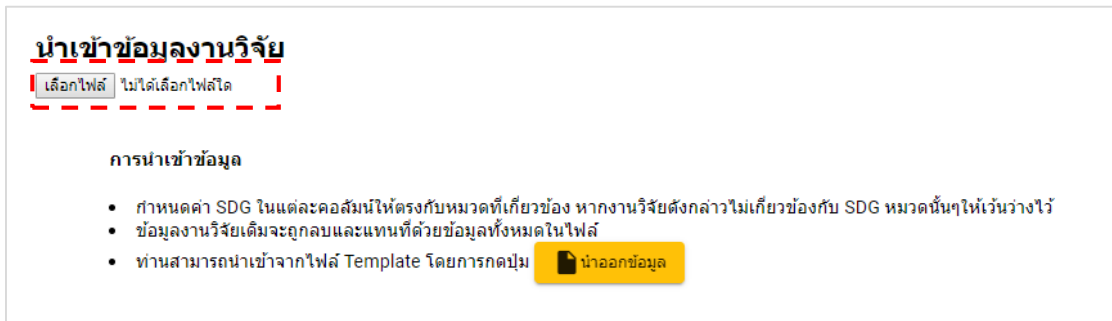 นำเข้าข้อมูลงานวิจัย
เลือกไฟล์ ไม่ได้เลือกไฟล์ใด
การนำเข้าข้อมูล
• กำหนดค่า SDG ในแต่ละคอลัมน์ให้ตรงกับหมวดที่เกี่ยวข้อง หากงานวิจัยดังกล่าวไม่เกี่ยวข้องกับ SDG หมวดนั้นๆให้เว้นว่างไว้
• ข้อมูลงานวิจัยเดิมจะถูกลบและแทนที่ด้วยข้อมูลทั้งหมดในไฟล์
• ท่านสามารถนำเข้าจากไฟล์ Template โดยการกดปุ่ม นำออกข้อมูล